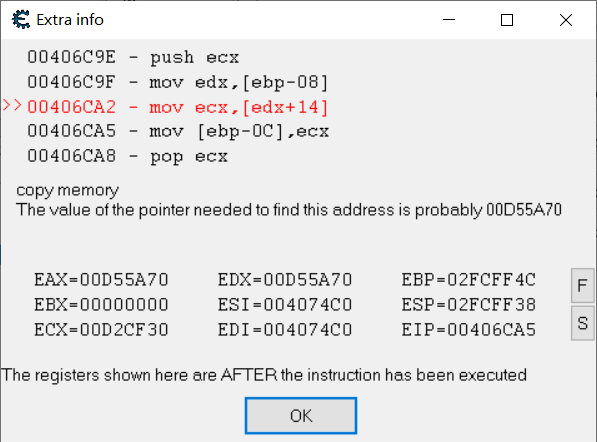 Extra info
00406C9E - push ecx
00406C9F - mov edx,[ebp-08]
>>00406CA2 - mov ecx,[edx+14]
00406CA5 - mov [ebp-0C],ecx
00406CA8 - pop ecx
copy memory
The value of the pointer needed to find this address is probably 00D55A70
EAX=00D55A70 EDX=00D55A70 EBP=02FCFF4C
EBX=00000000 ESI=004074C0 ESP=02FCFF38
ECX=00D2CF30 EDI=004074C0 EIP=00406CA5
F
S
The registers shown here are AFTER the instruction has been executed
OK